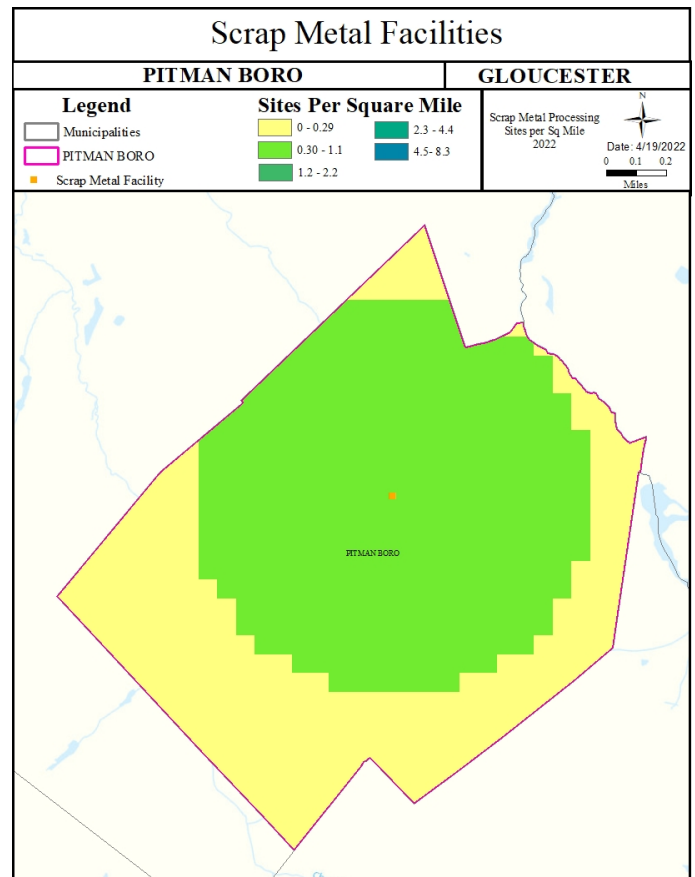 Scrap Metal Facilities
PITMAN BORO
GLOUCESTER
Legend
Municipalities
PITMAN BORO
Scrap Metal Facility
Sites Per Square Mile
0 - 0.29
0.30 - 1.1
1.2 - 2.2
2.3 - 4.4
4.5- 8.3
Scrap Metal Processing
Sites per Sq Mile
2022
N
Date: 4/19/2022
0 0.1 0.2
Miles
PITMAN BORO